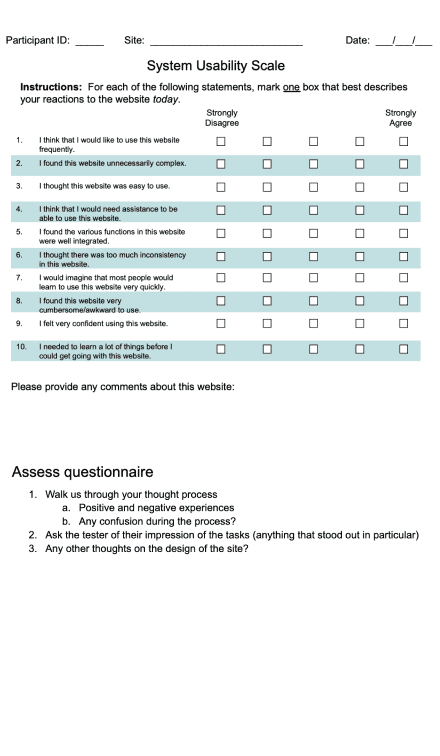 Participant ID: _____ Site: ___________________________ Date: ___/___/___
System Usability Scale
Instructions: For each of the following statements, mark one box that best describes
your reactions to the website today.
Strongly Strongly
Disagree Agree
1. I think that I would like to use this website
frequently.
2. I found this website unnecessarily complex.
3. I thought this website was easy to use.
4. I think that I would need assistance to be
able to use this website.
5. I found the various functions in this website
were well integrated.
6. I thought there was too much inconsistency
in this website.
7. I would imagine that most people would
learn to use this website very quickly.
8. I found this website very
cumbersome/awkward to use.
9. I felt very confident using this website.
10. I needed to learn a lot of things before I
could get going with this website.
Please provide any comments about this website:
Assess questionnaire
1. Walk us through your thought process
a. Positive and negative experiences
b. Any confusion during the process?
2. Ask the tester of their impression of the tasks (anything that stood out in particular)
3. Any other thoughts on the design of the site?